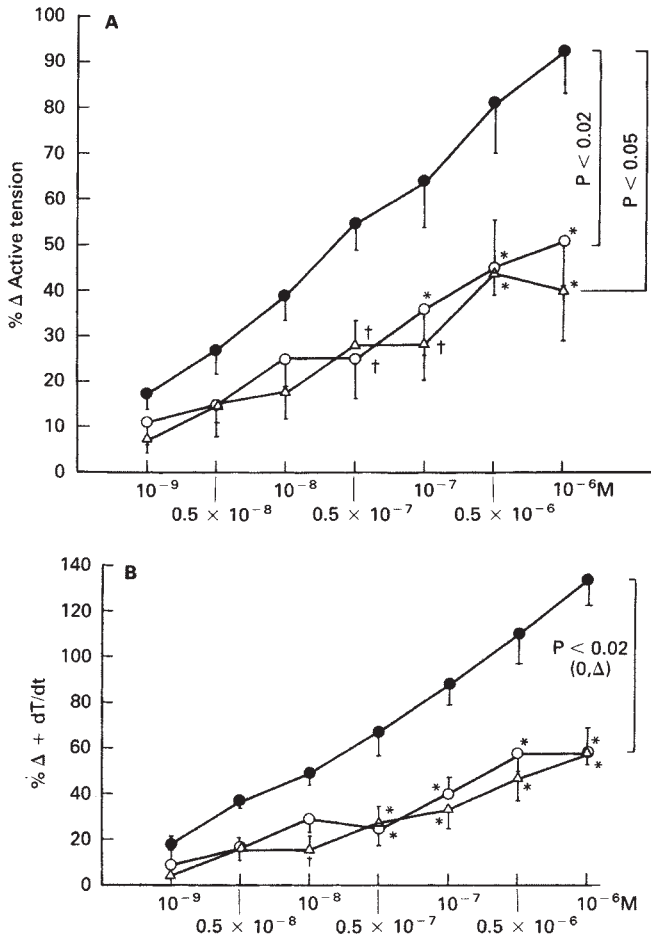 A
% Δ Active tension
100
90
80
70
60
50
40
30
20
10
0
P < 0.02
P < 0.05
*
*
*
*
*
†
†
†
10⁻⁹
10⁻⁸
10⁻⁷
10⁻⁶M
0.5 × 10⁻⁸
0.5 × 10⁻⁷
0.5 × 10⁻⁶
B
% Δ + dT/dt
140
120
100
80
60
40
20
0
P < 0.02
(0,Δ)
*
*
*
*
*
*
*
*
†
10⁻⁹
10⁻⁸
10⁻⁷
10⁻⁶M
0.5 × 10⁻⁸
0.5 × 10⁻⁷
0.5 × 10⁻⁶